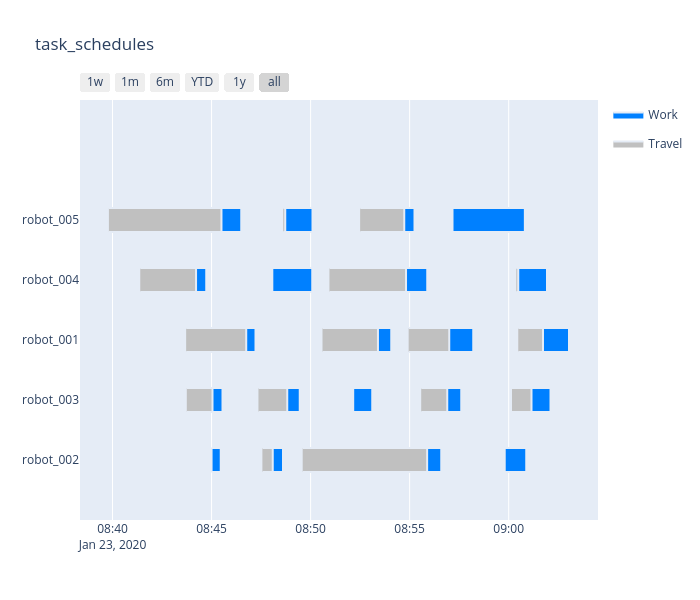 task_schedules
1w 1m 6m YTD 1y all
Work
Travel
robot_005
robot_004
robot_001
robot_003
robot_002
08:40 08:45 08:50 08:55 09:00
Jan 23, 2020